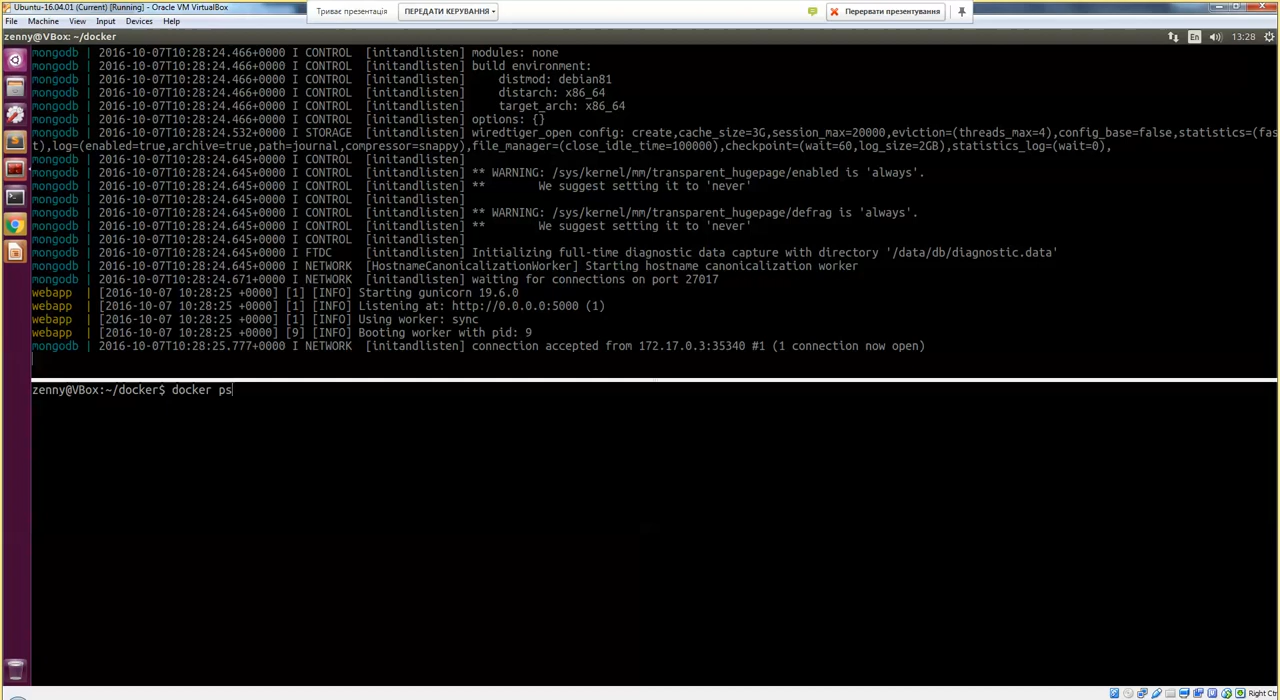 Ubuntu-16.04.01 (Current) [Running] - Oracle VM VirtualBox
Триває презентація
ПЕРЕДАТИ КЕРУВАННЯ
Перервати презентування
File Machine View Input Devices Help
zenny@VBox: ~/docker
En
13:28
mongodb | 2016-10-07T10:28:24.466+0000 I CONTROL [initandlisten] modules: none
mongodb | 2016-10-07T10:28:24.466+0000 I CONTROL [initandlisten] build environment:
mongodb | 2016-10-07T10:28:24.466+0000 I CONTROL [initandlisten]     distmod: debian81
mongodb | 2016-10-07T10:28:24.466+0000 I CONTROL [initandlisten]     distarch: x86_64
mongodb | 2016-10-07T10:28:24.466+0000 I CONTROL [initandlisten]     target_arch: x86_64
mongodb | 2016-10-07T10:28:24.466+0000 I CONTROL [initandlisten] options: {}
mongodb | 2016-10-07T10:28:24.532+0000 I STORAGE [initandlisten] wiredtiger_open config: create,cache_size=3G,session_max=20000,eviction=(threads_max=4),config_base=false,statistics=(fas
t),log=(enabled=true,archive=true,path=journal,compressor=snappy),file_manager=(close_idle_time=100000),checkpoint=(wait=60,log_size=2GB),statistics_log=(wait=0),
mongodb | 2016-10-07T10:28:24.645+0000 I CONTROL [initandlisten]
mongodb | 2016-10-07T10:28:24.645+0000 I CONTROL [initandlisten] ** WARNING: /sys/kernel/mm/transparent_hugepage/enabled is 'always'.
mongodb | 2016-10-07T10:28:24.645+0000 I CONTROL [initandlisten] **        We suggest setting it to 'never'
mongodb | 2016-10-07T10:28:24.645+0000 I CONTROL [initandlisten]
mongodb | 2016-10-07T10:28:24.645+0000 I CONTROL [initandlisten] ** WARNING: /sys/kernel/mm/transparent_hugepage/defrag is 'always'.
mongodb | 2016-10-07T10:28:24.645+0000 I CONTROL [initandlisten] **        We suggest setting it to 'never'
mongodb | 2016-10-07T10:28:24.645+0000 I CONTROL [initandlisten]
mongodb | 2016-10-07T10:28:24.645+0000 I FTDC [initandlisten] Initializing full-time diagnostic data capture with directory '/data/db/diagnostic.data'
mongodb | 2016-10-07T10:28:24.645+0000 I NETWORK [HostnameCanonicalizationWorker] Starting hostname canonicalization worker
mongodb | 2016-10-07T10:28:24.671+0000 I NETWORK [initandlisten] waiting for connections on port 27017
webapp | [2016-10-07 10:28:25 +0000] [1] [INFO] Starting gunicorn 19.6.0
webapp | [2016-10-07 10:28:25 +0000] [1] [INFO] Listening at: http://0.0.0.0:5000 (1)
webapp | [2016-10-07 10:28:25 +0000] [1] [INFO] Using worker: sync
webapp | [2016-10-07 10:28:25 +0000] [9] [INFO] Booting worker with pid: 9
mongodb | 2016-10-07T10:28:25.777+0000 I NETWORK [initandlisten] connection accepted from 172.17.0.3:35340 #1 (1 connection now open)
zenny@VBox:~/docker$ docker ps
Right Ctr